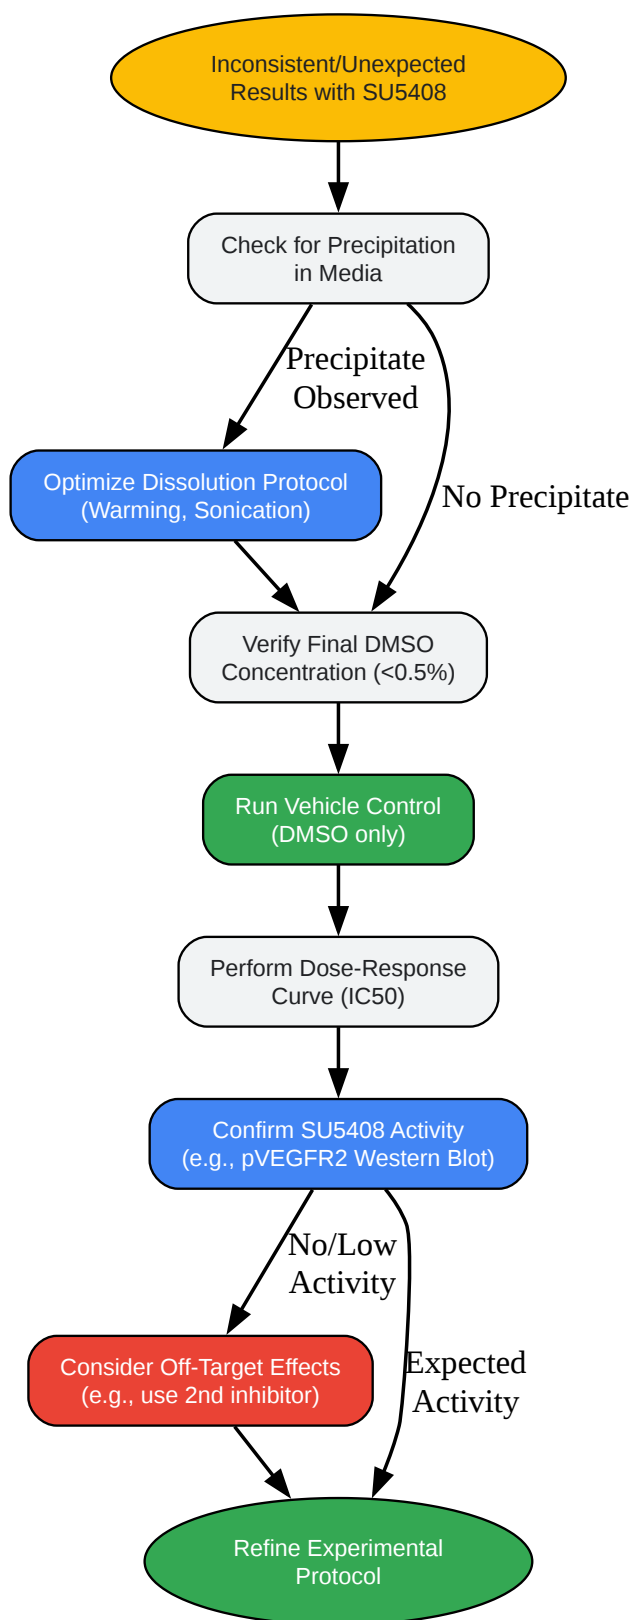 Inconsistent/Unexpected
Results with SU5408
Check for Precipitation
in Media
Precipitate
Observed
Optimize Dissolution Protocol
(Warming, Sonication)
No Precipitate
Verify Final DMSO
Concentration (<0.5%)
Run Vehicle Control
(DMSO only)
Perform Dose-Response
Curve (IC50)
Confirm SU5408 Activity
(e.g., pVEGFR2 Western Blot)
No/Low
Activity
Consider Off-Target Effects
(e.g., use 2nd inhibitor)
Expected
Activity
Refine Experimental
Protocol